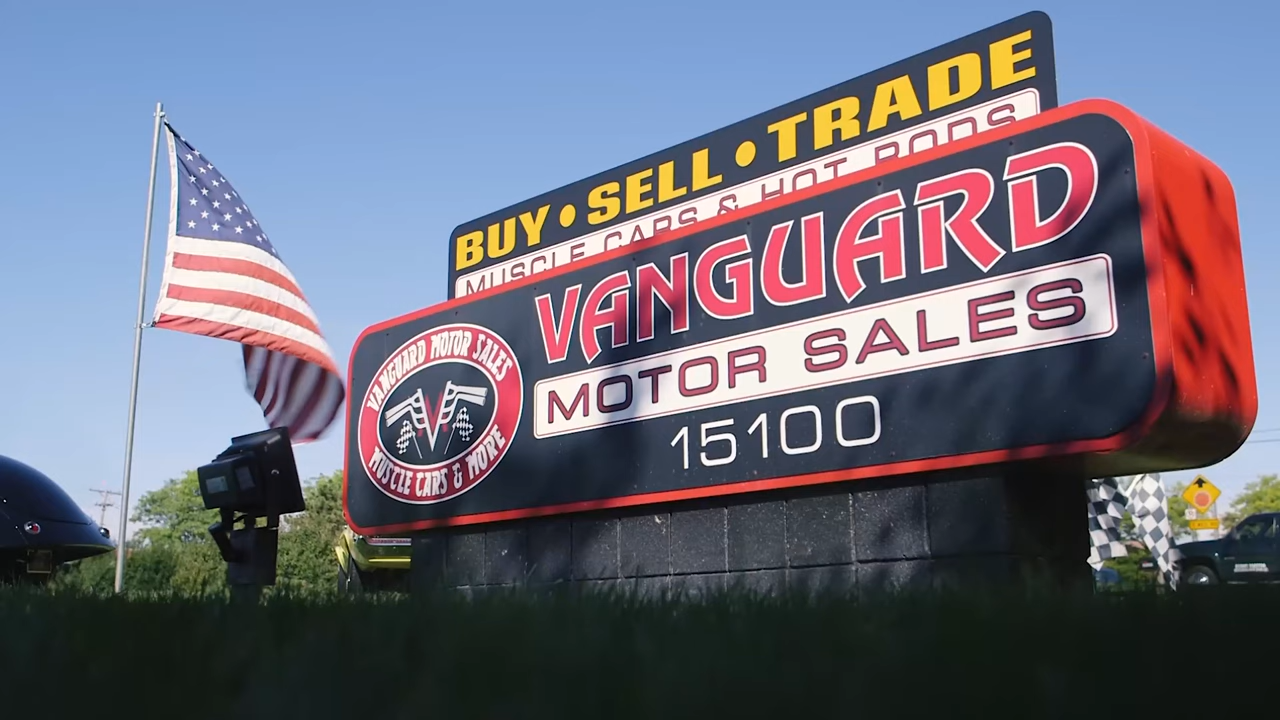 BUY • SELL • TRADE
MUSCLE CARS & HOT RODS
VANGUARD
MOTOR SALES
15100
VANGUARD MOTOR SALES
V
MUSCLE CARS & MORE